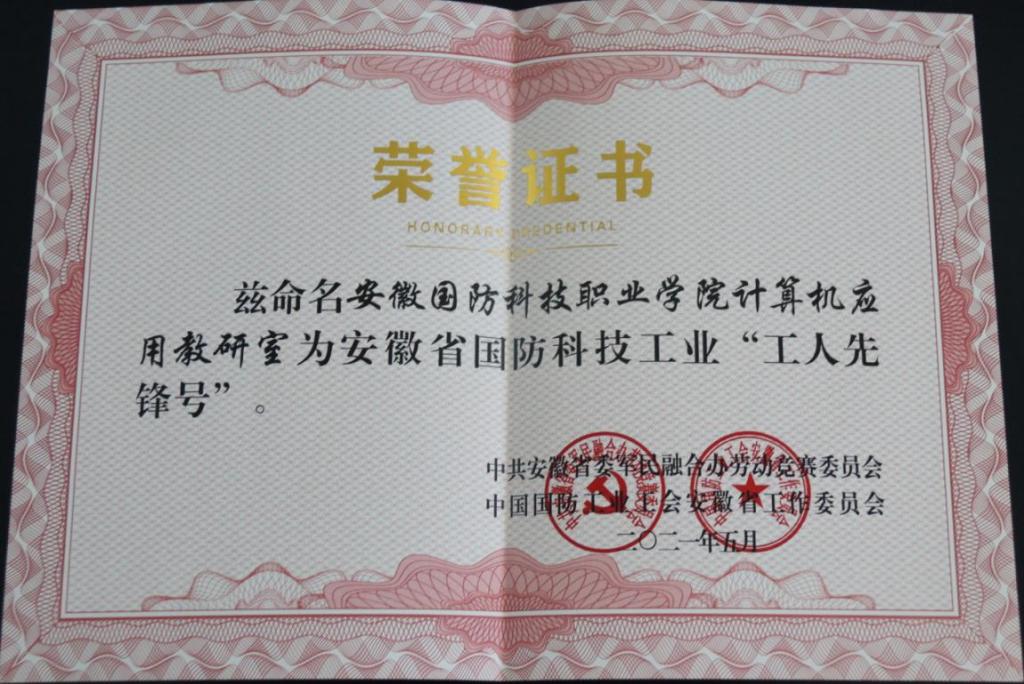 荣誉证书
HONORARY CREDENTIAL
兹命名安徽国防科技职业学院计算机应
用教研室为安徽省国防科技工业“工人先
锋号”。
中共安徽省委军民融合办劳动竞赛委员会
中国国防工业工会安徽省工作委员会
二〇二一年五月